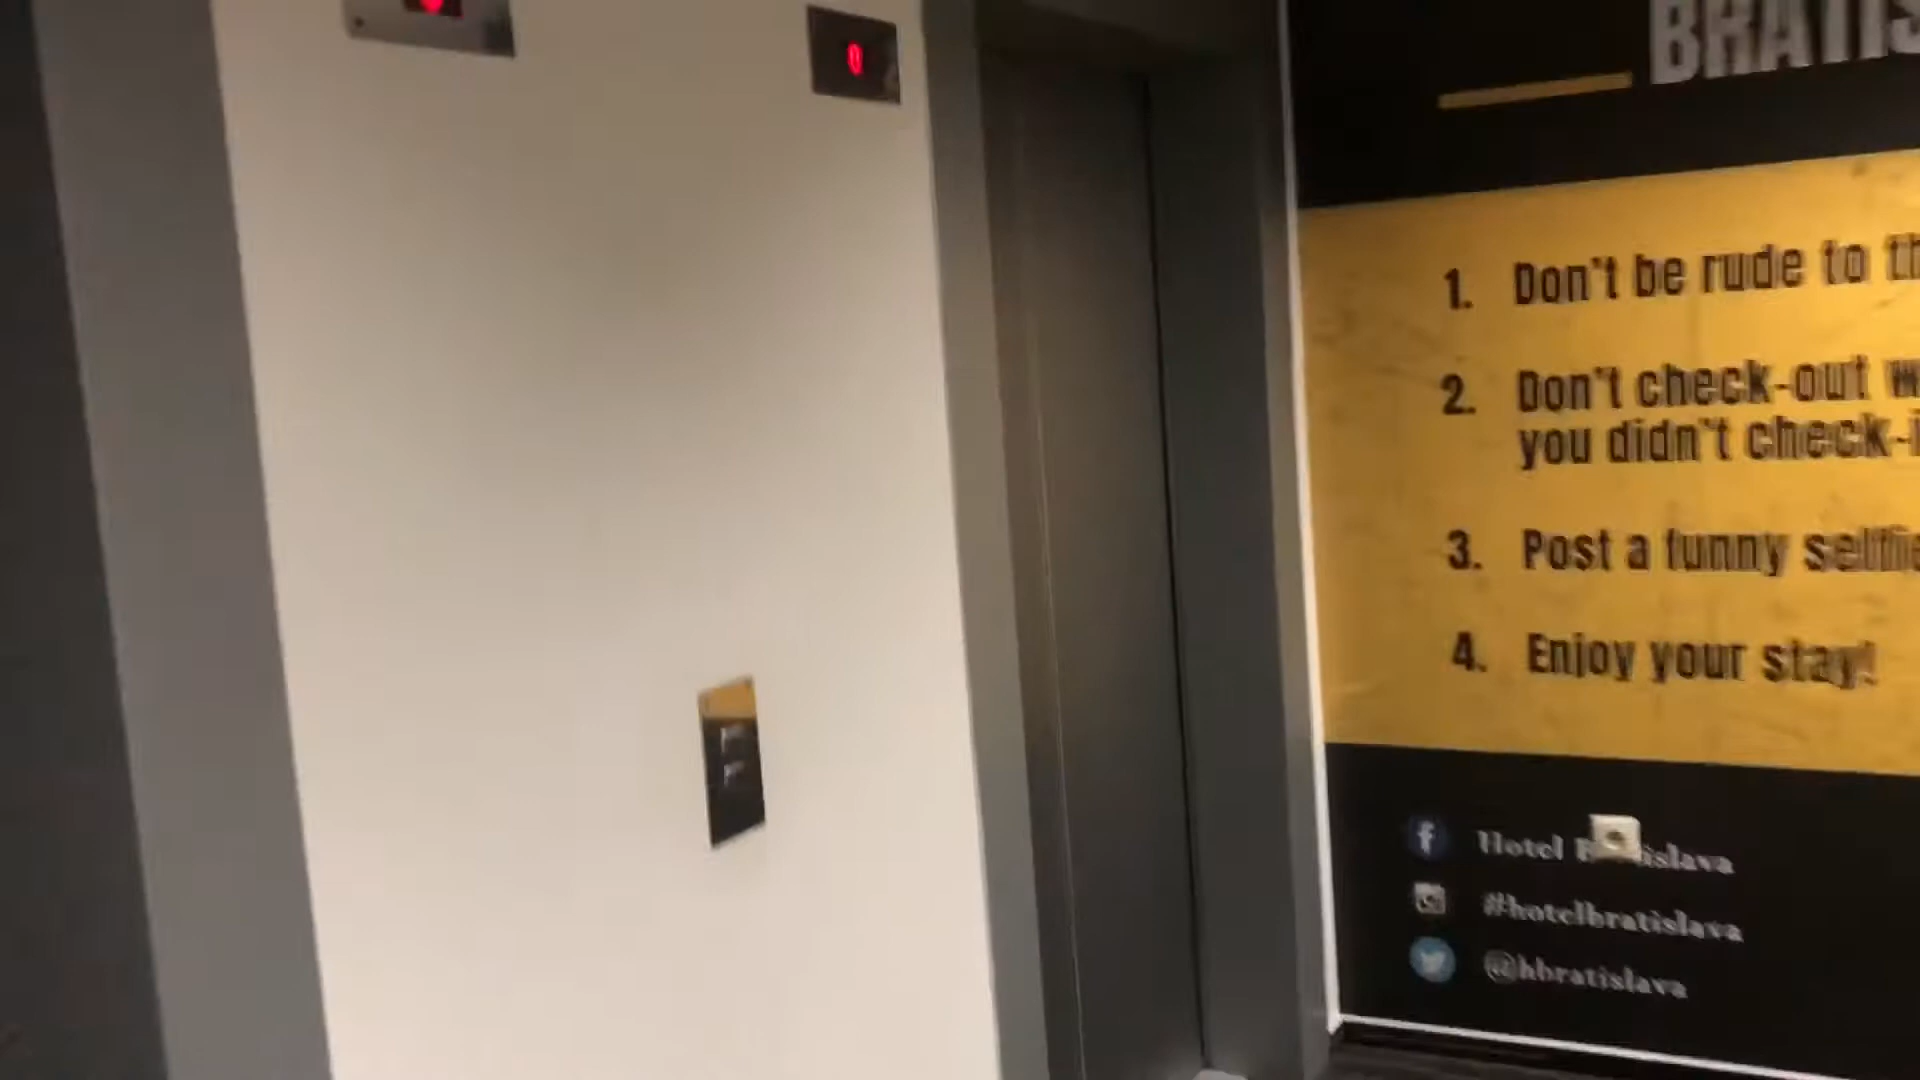 0
BRATIS
1. Don't be rude to th
2. Don't check-out w
you didn't check-i
3. Post a funny selfie
4. Enjoy your stay!
Hotel B tislava
#hotelbratislava
@hbratislava